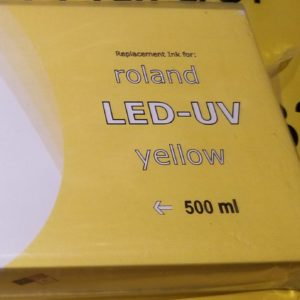 Replacement Ink for:
roland
LED-UV
yellow
← 500 ml